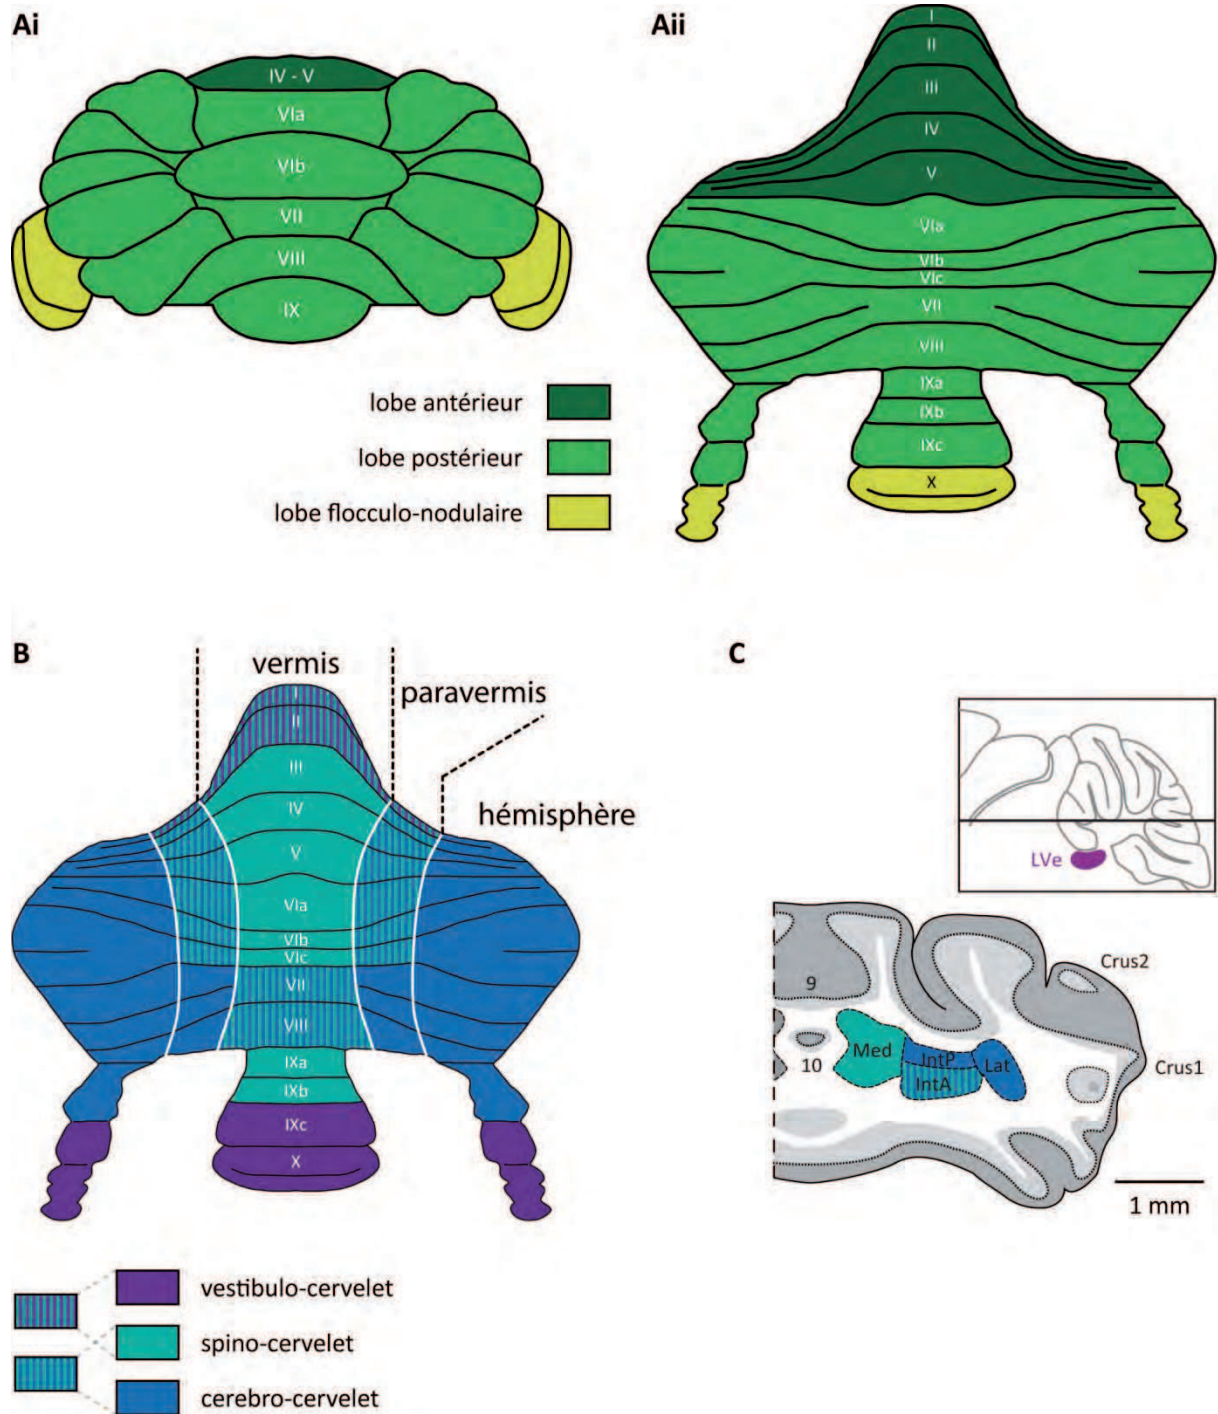 Ai
IV - V
VIa
VIb
VII
VIII
IX
Aii
I
II
III
IV
V
VIa
VIb
VIc
VII
VIII
IXa
IXb
IXc
X
lobe antérieur
lobe postérieur
lobe flocculo-nodulaire
B
vermis
paravermis
hémisphère
I
II
III
IV
V
VIa
VIb
VIc
VII
VIII
IXa
IXb
IXc
X
vestibulo-cervelet
spino-cervelet
cerebro-cervelet
C
LVe
Crus2
9
Med
IntP
Lat
10
IntA
Crus1
1 mm